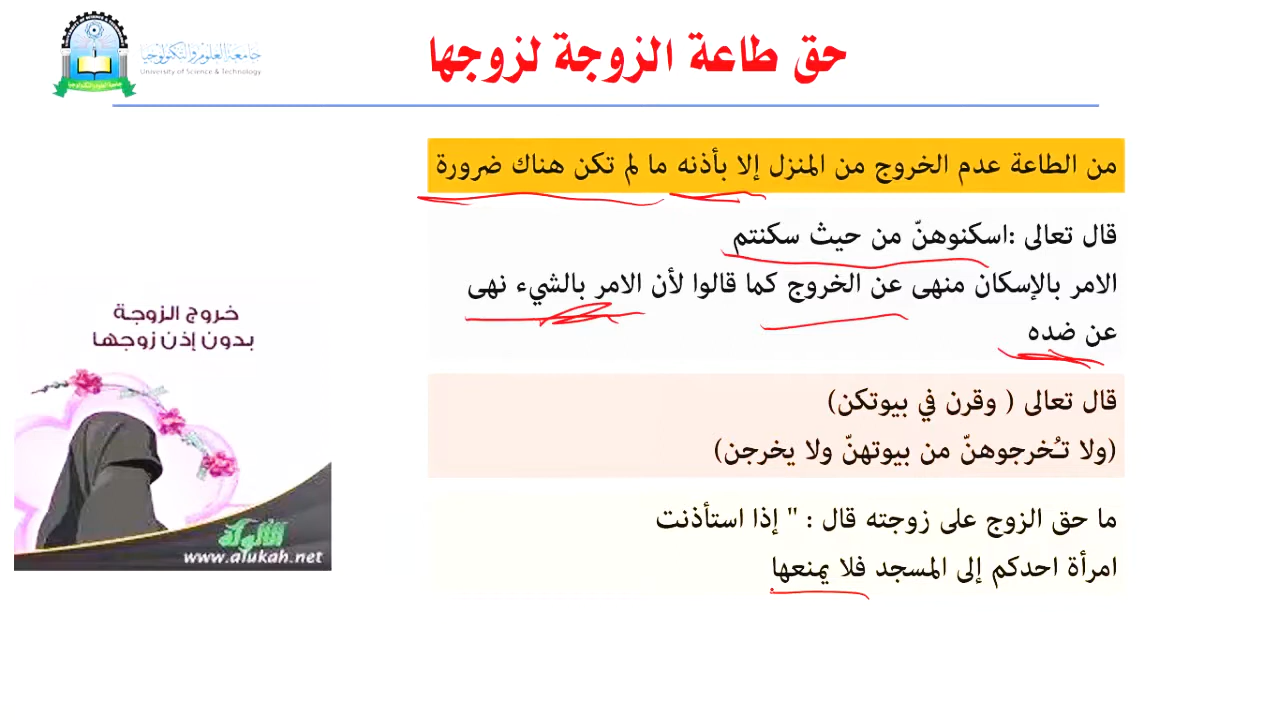 جامعة العلوم والتكنولوجيا
University of Science & Technology
حق طاعة الزوجة لزوجها
من الطاعة عدم الخروج من المنزل إلا بأذنه ما لم تكن هناك ضرورة
قال تعالى :اسكنوهنّ من حيث سكنتم
الامر بالإسكان منهى عن الخروج كما قالوا لأن الامر بالشيء نهى
عن ضده
قال تعالى ( وقرن في بيوتكن)
(ولا تُخرجوهنّ من بيوتهنّ ولا يخرجن)
ما حق الزوج على زوجته قال : " إذا استأذنت
امرأة احدكم إلى المسجد فلا يمنعها
خروج الزوجة
بدون إذن زوجها
الألوكة
www.alukah.net